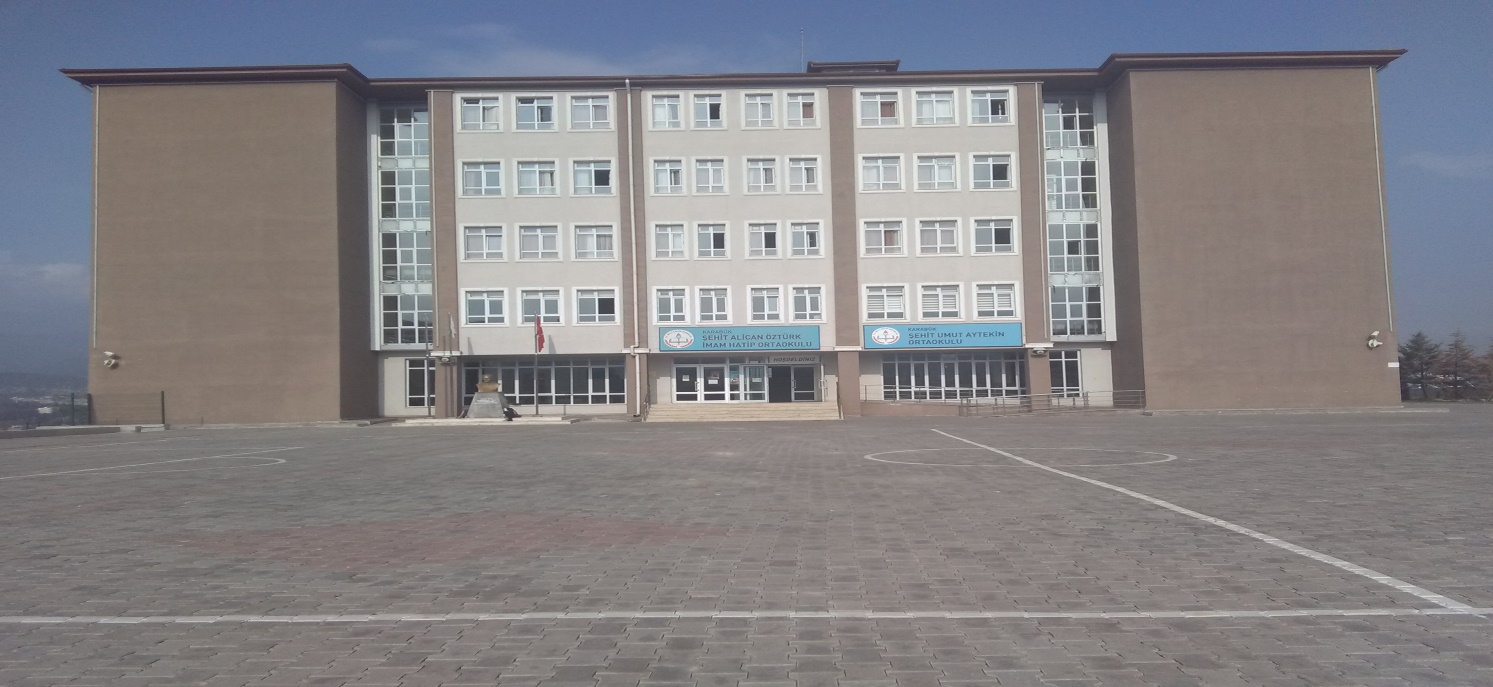 KARABÜK
ŞEHİT ALİCAN ÖZTÜRK
İMAM HATİP ORTAOKULU
HOŞGELDİNİZ
KARABÜK
ŞEHİT UMUT AYTEKİN
ORTAOKULU